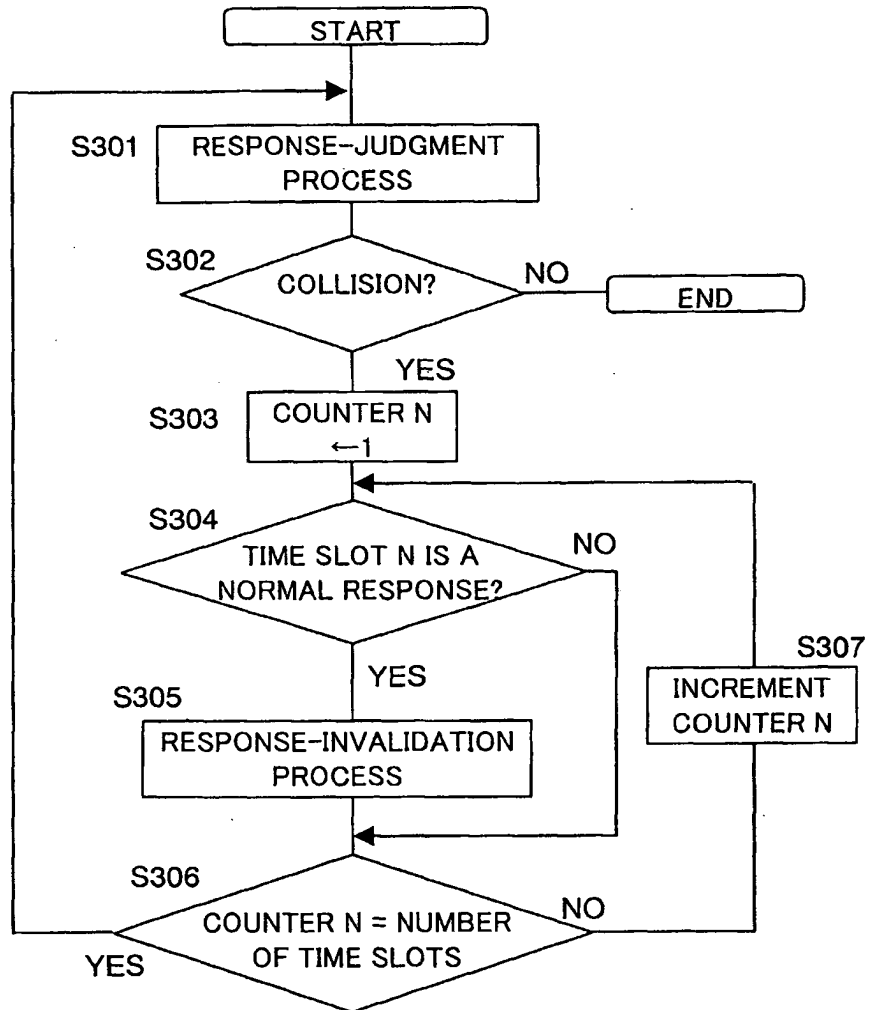 START
S301
RESPONSE-JUDGMENT
PROCESS
S302
COLLISION?
NO
END
YES
S303
COUNTER N
←1
S304
TIME SLOT N IS A
NORMAL RESPONSE?
NO
YES
S307
INCREMENT
COUNTER N
S305
RESPONSE-INVALIDATION
PROCESS
S306
COUNTER N = NUMBER
OF TIME SLOTS
NO
YES